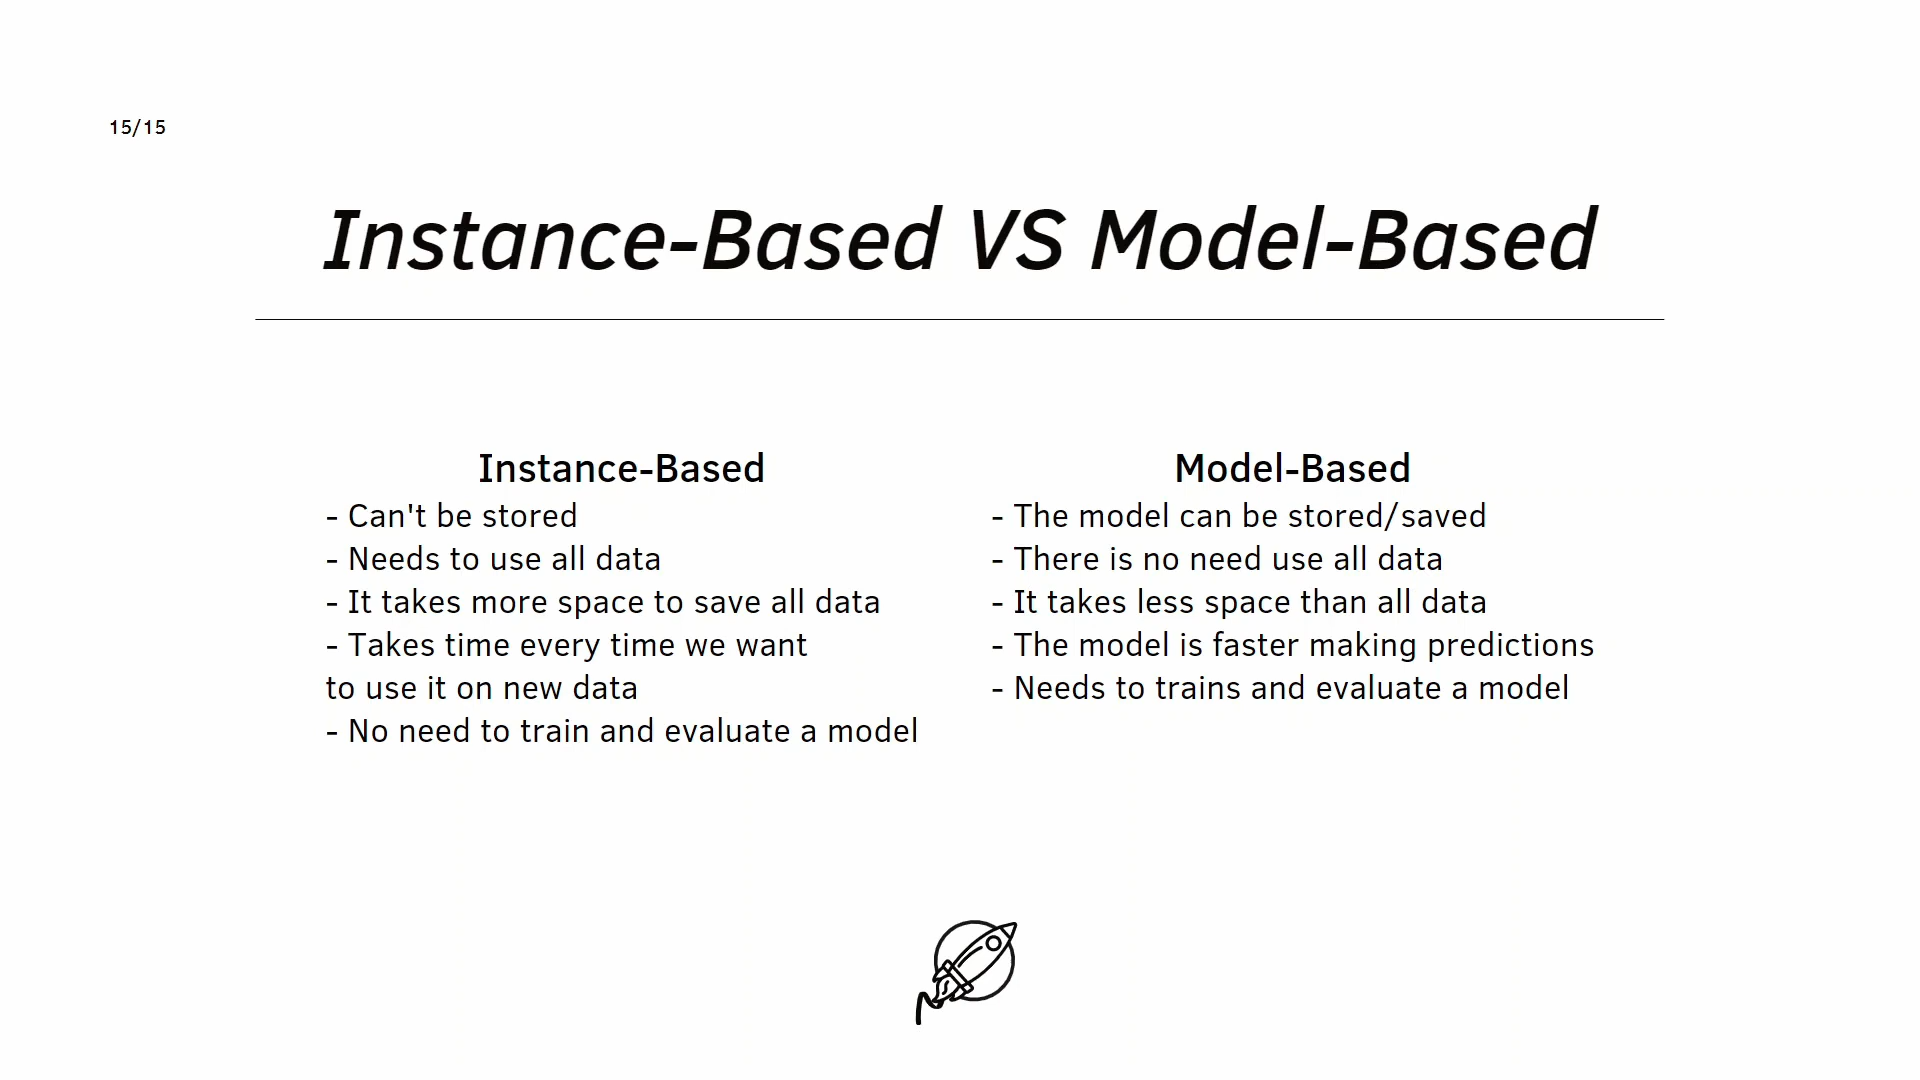 15/15
Instance-Based VS Model-Based
Instance-Based
- Can't be stored
- Needs to use all data
- It takes more space to save all data
- Takes time every time we want
to use it on new data
- No need to train and evaluate a model
Model-Based
- The model can be stored/saved
- There is no need use all data
- It takes less space than all data
- The model is faster making predictions
- Needs to trains and evaluate a model